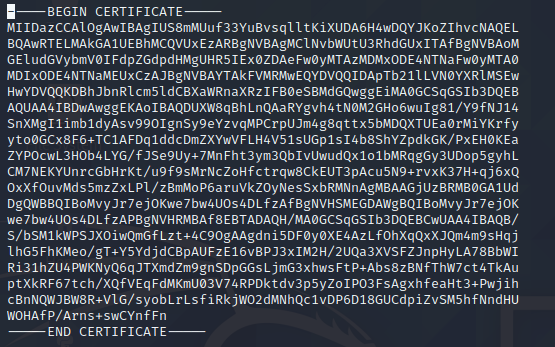 -----BEGIN CERTIFICATE-----
MIIDazCCAlOgAwIBAgIUS8mMUuf33YuBvsqlltKiXUDA6H4wDQYJKoZIhvcNAQEL
BQAwRTELMAkGA1UEBhMCQVUxEzARBgNVBAgMClNvbWUtU3RhdGUxITAfBgNVBAoM
GEludGVybmV0IFdpZGdpdHMgUHR5IEx0ZDAeFw0yMTAzMDMxODE4NTNaFw0yMTA0
MDIxODE4NTNaMEUxCzAJBgNVBAYTAkFVMRMwEQYDVQQIDApTb21lLVN0YXRlMSEw
HwYDVQQKDBhJbnRlcm5ldCBXaWRnaXRzIFB0eSBMdGQwggEiMA0GCSqGSIb3DQEB
AQUAA4IBDwAwggEKAoIBAQDUXW8qBhLnQAaRYgvh4tN0M2GHo6wuIg81/Y9fNJ14
SnXMgI1imb1dyAsv99OIgnSy9eYzvqMPCrpUJm4g8qttx5bMDQXTUEa0rMiYKrfy
yto0GCx8F6+TC1AFDq1ddcDmZXYwVFLH4V51sUGp1sI4b8ShYZpdkGK/PxEH0KEa
ZYPOcwL3HOb4LYG/fJSe9Uy+7MnFht3ym3QbIvUwudQx1o1bMRqgGy3UDop5gyhL
CM7NEKYUnrcGbHrKt/u9f9sMrNcZoHfctrqw8CkEUT3pAcu5N9+rvxK37H+qj6xQ
OxXfOuvMds5mzZxLPl/zBmMoP6aruVkZOyNesSxbRMNnAgMBAAGjUzBRMB0GA1Ud
DgQWBBQIBoMvyJr7ejOKwe7bw4UOs4DLfzAfBgNVHSMEGDAWgBQIBoMvyJr7ejOK
we7bw4UOs4DLfzAPBgNVHRMBAf8EBTADAQH/MA0GCSqGSIb3DQEBCwUAA4IBAQB/
S/bSM1kWPSJXOiwQmGfLzt+4C9OgAAgdni5DF0y0XE4AzLfOhXqQxXJQm4m9sHqj
lhG5FhKMeo/gT+Y5YdjdCBpAUFzE16vBPJ3xIM2H/2UQa3XVSFZJnpHyLA78BbWI
Ri31hZU4PWKNyQ6qJTXmdZm9gnSDpGGsLjmG3xhwsFtP+Abs8zBNfThW7ct4TkAu
ptXkRF67tch/XQfVEqFdMKmU03V74RPDktdv3p5yZoIPO3FsAgxhfeaHt3+Pwjih
cBnNQWJBW8R+VlG/syobLrLsfiRkjWO2dMNhQc1vDP6D18GUCdpiZvSM5hfNndHU
WOHAfP/Arns+swCYnfFn
-----END CERTIFICATE-----